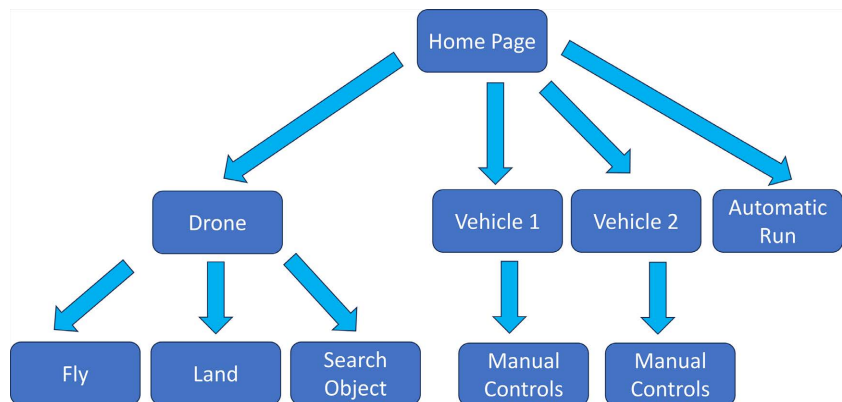 Home Page
Drone
Vehicle 1
Vehicle 2
Automatic
Run
Fly
Land
Search
Object
Manual
Controls
Manual
Controls